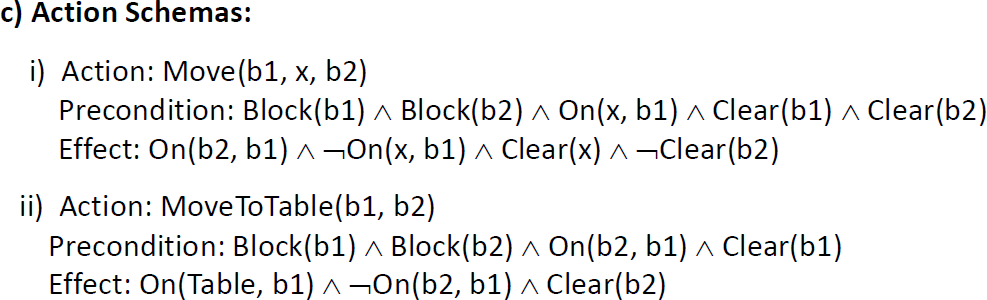 c) Action Schemas:
i) Action: Move(b1, x, b2)
Precondition: Block(b1) ∧ Block(b2) ∧ On(x, b1) ∧ Clear(b1) ∧ Clear(b2)
Effect: On(b2, b1) ∧ ¬On(x, b1) ∧ Clear(x) ∧ ¬Clear(b2)
ii) Action: MoveToTable(b1, b2)
Precondition: Block(b1) ∧ Block(b2) ∧ On(b2, b1) ∧ Clear(b1)
Effect: On(Table, b1) ∧ ¬On(b2, b1) ∧ Clear(b2)